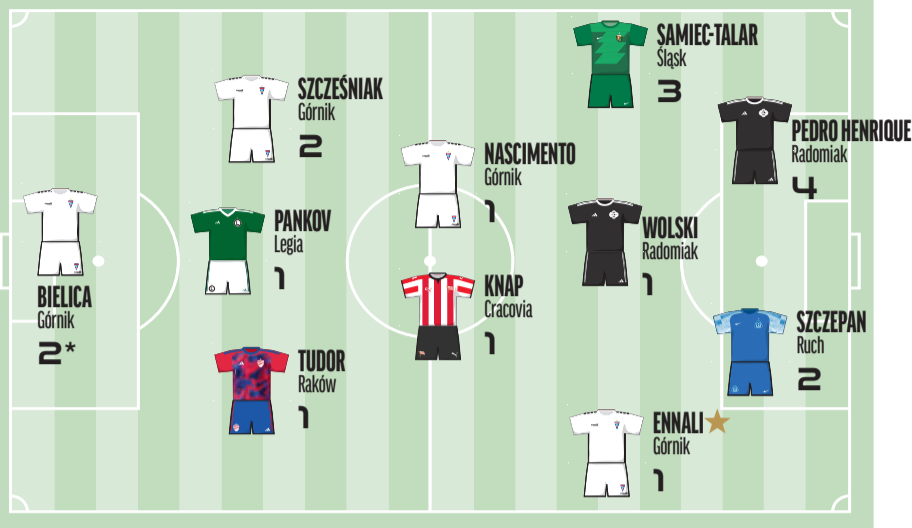 SAMIEC-TALAR
Śląsk
3
SZCZEŚNIAK
Górnik
2
PEDRO HENRIQUE
Radomiak
4
NASCIMENTO
Górnik
1
PANKOV
Legia
1
WOLSKI
Radomiak
1
BIELICA
Górnik
2*
KNAP
Cracovia
1
SZCZEPAN
Ruch
2
TUDOR
Raków
1
ENNALI
Górnik
1